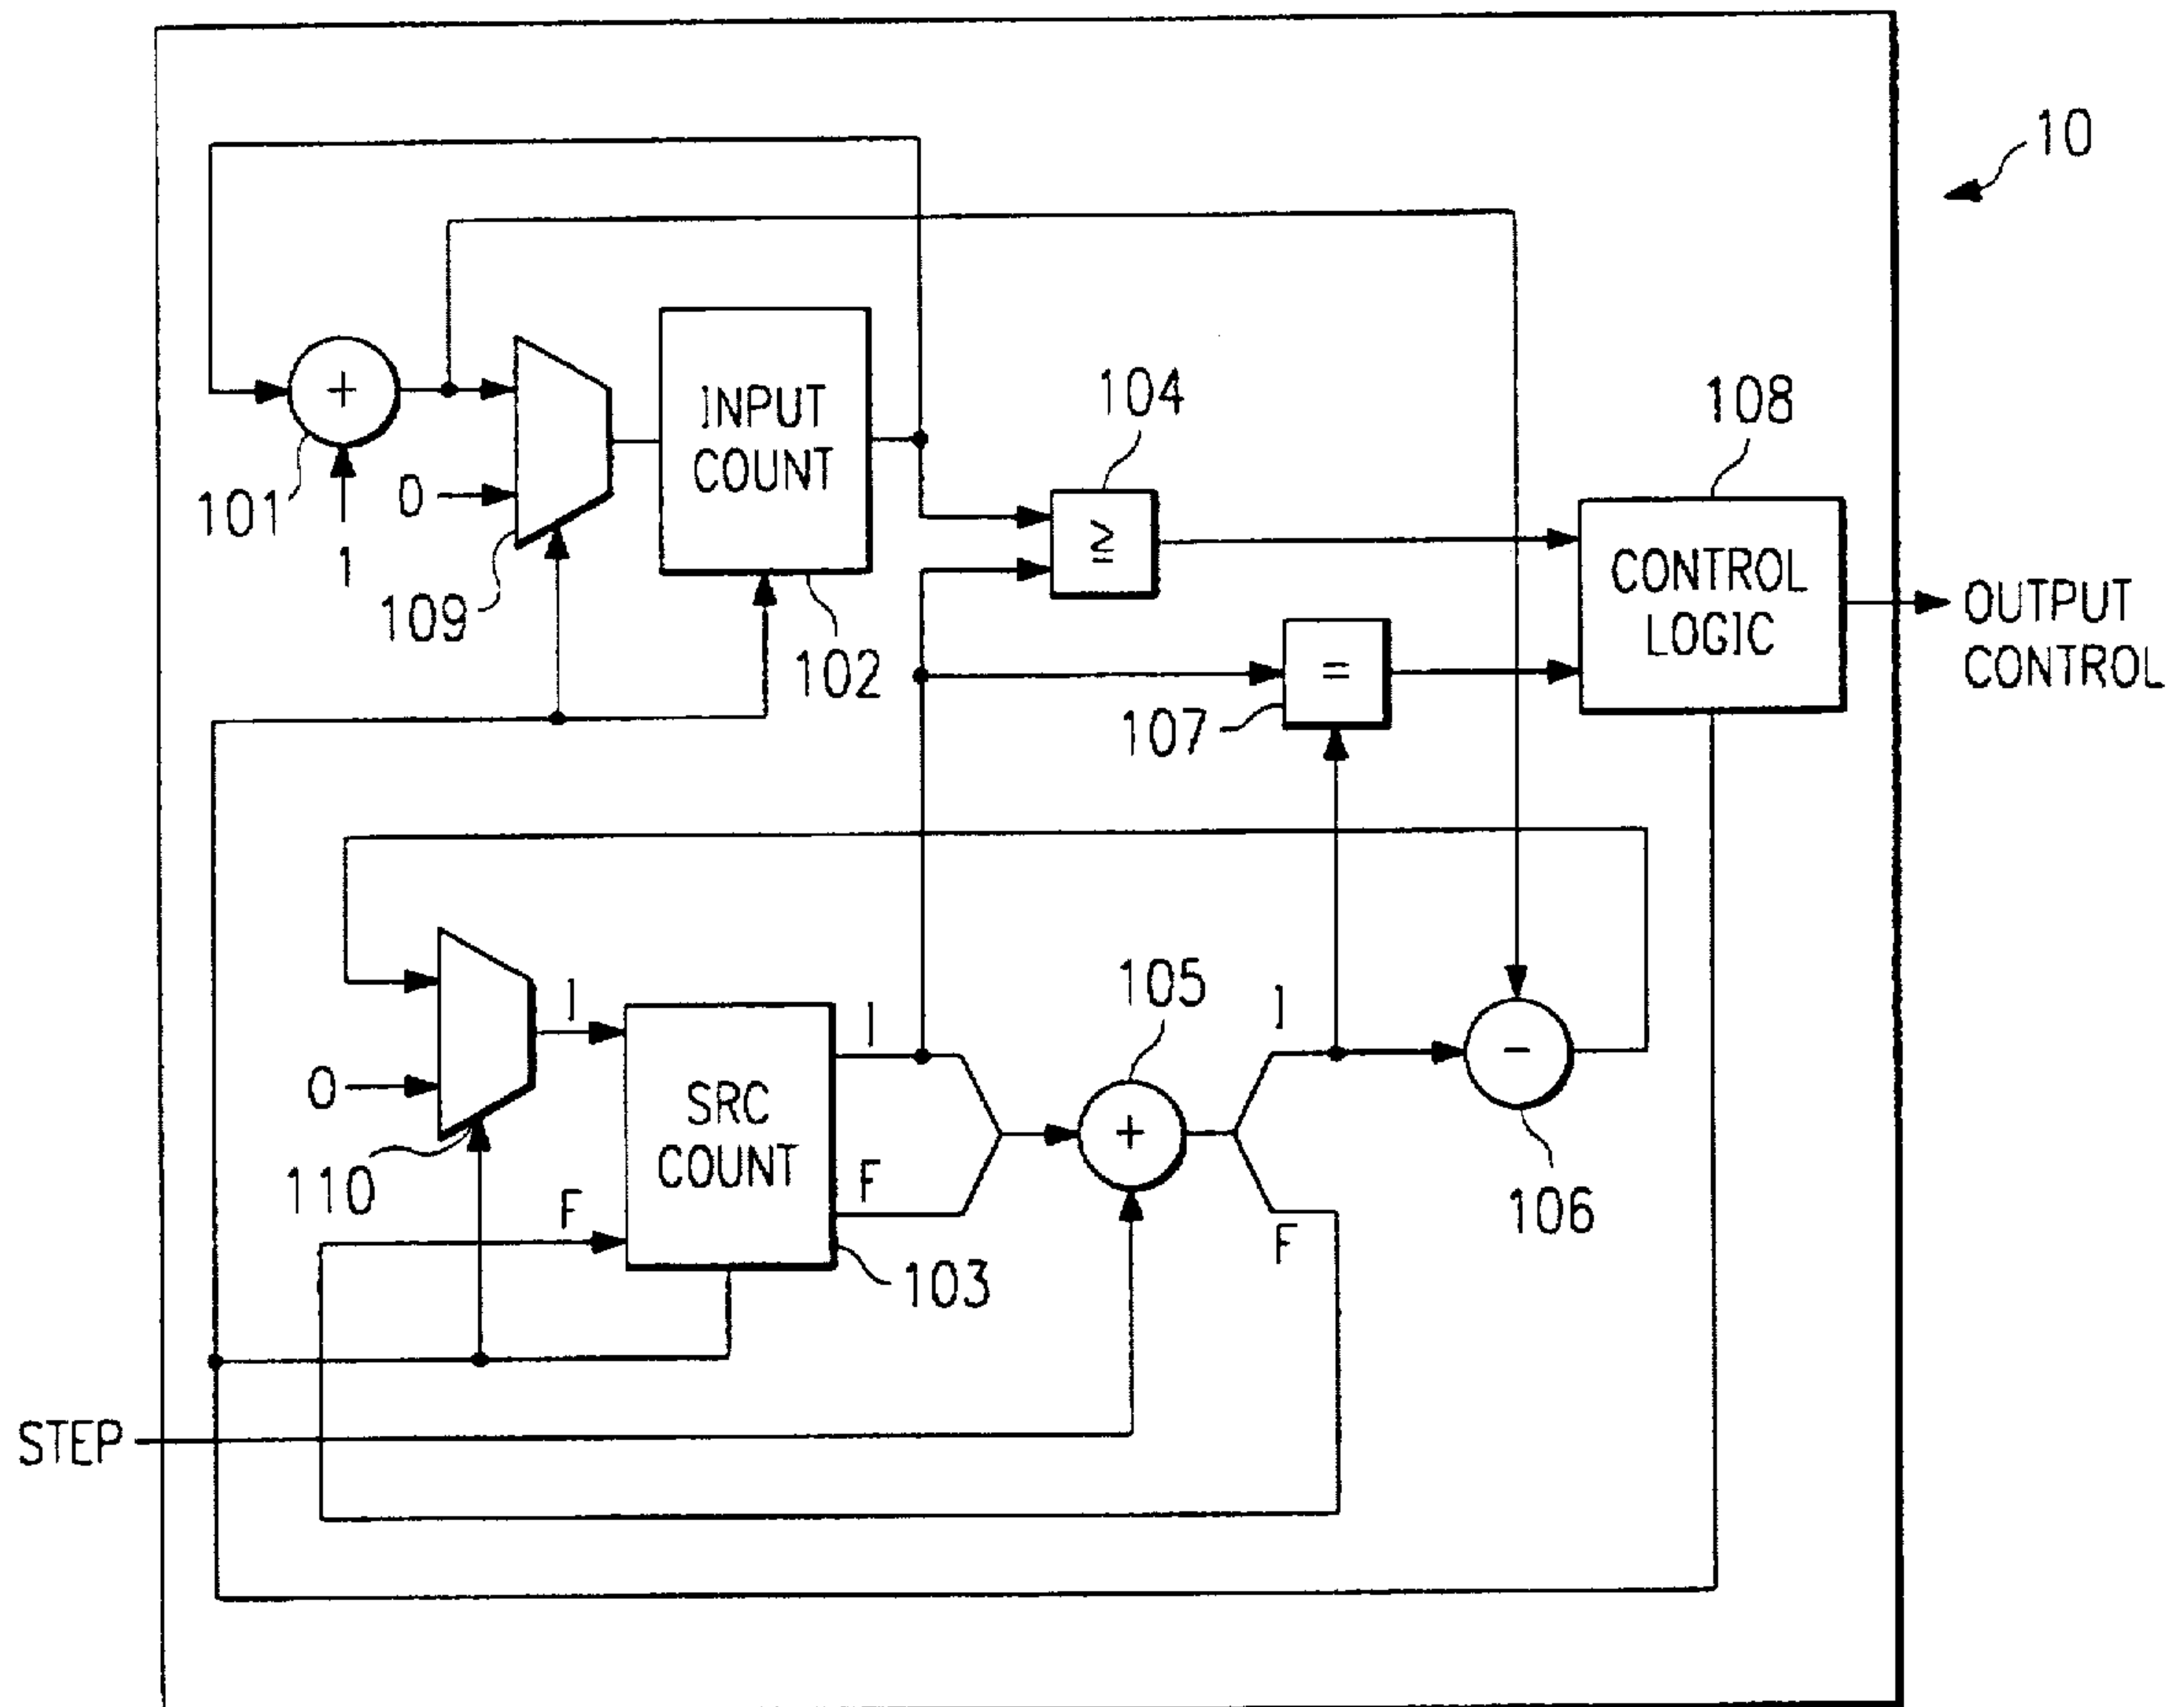 10
+
101
1
0
109
INPUT
COUNT
102
104
≥
108
CONTROL
LOGIC
OUTPUT
CONTROL
=
107
0
110
I
F
SRC
COUNT
I
F
103
105
+
I
F
-
106
STEP